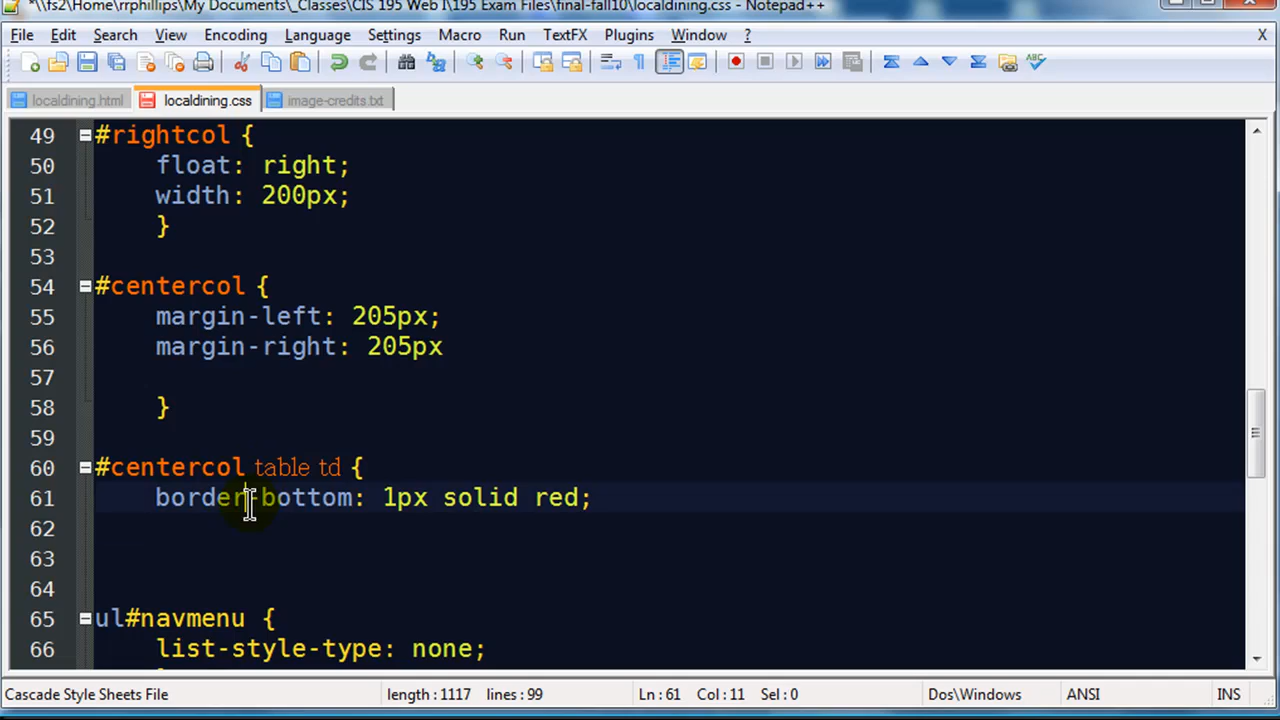 *\\fs2\Home\rrphillips\My Documents\_Classes\CIS 195 Web I\195 Exam Files\final-fall10\localdining.css - Notepad++
File Edit Search View Encoding Language Settings Macro Run TextFX Plugins Window ? X
localdining.html localdining.css image-credits.txt
49 #rightcol {
50 float: right;
51 width: 200px;
52 }
53
54 #centercol {
55 margin-left: 205px;
56 margin-right: 205px
57
58 }
59
60 #centercol table td {
61 border-bottom: 1px solid red;
62
63
64
65 ul#navmenu {
66 list-style-type: none;
Cascade Style Sheets File length : 1117 lines : 99 Ln : 61 Col : 11 Sel : 0 Dos\Windows ANSI INS